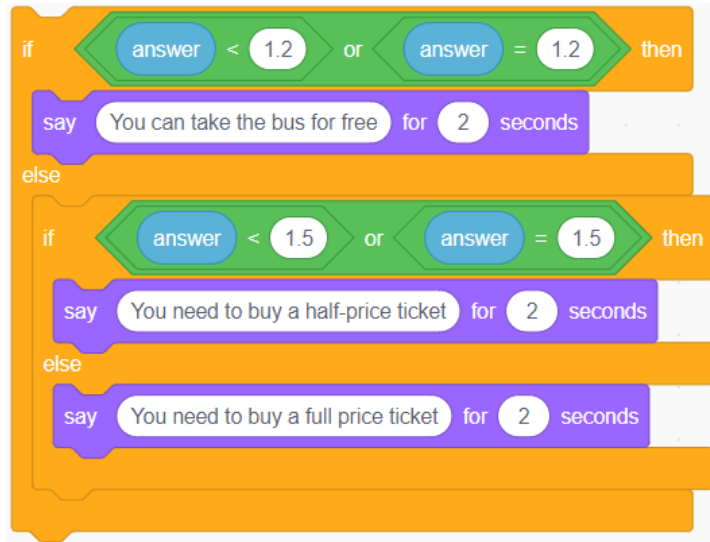 if answer < 1.2 or answer = 1.2 then
say You can take the bus for free for 2 seconds
else
if answer < 1.5 or answer = 1.5 then
say You need to buy a half-price ticket for 2 seconds
else
say You need to buy a full price ticket for 2 seconds